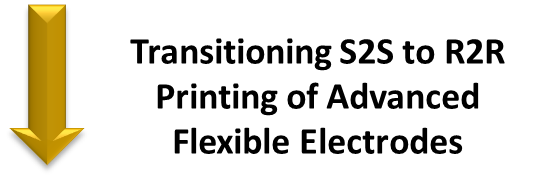 Transitioning S2S to R2R
Printing of Advanced
Flexible Electrodes